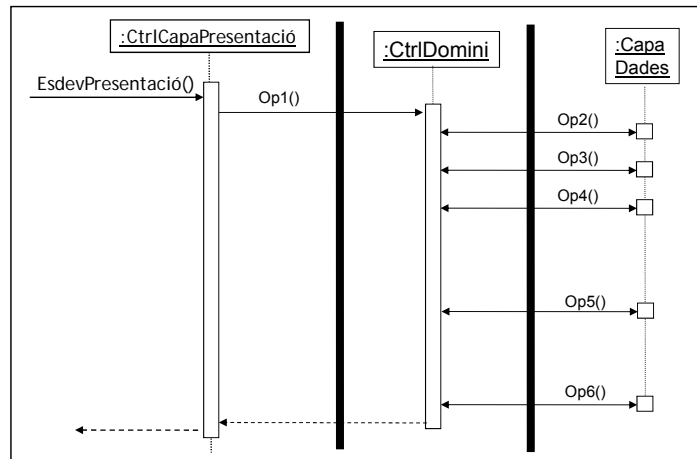 :CtrlCapaPresentació
:CtrlDomini
:Capa
Dades
EsdevPresentació()
Op1()
Op2()
Op3()
Op4()
Op5()
Op6()